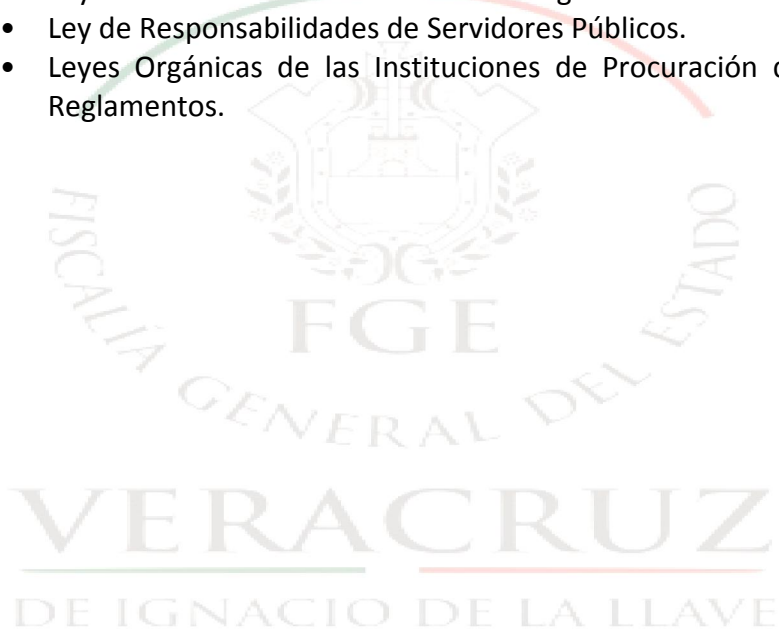 • Ley de Responsabilidades de Servidores Públicos.
• Leyes Orgánicas de las Instituciones de Procuración
Reglamentos.
FISCALÍA GENERAL DEL ESTADO
FGE
VERACRUZ
DE IGNACIO DE LA LLAVE